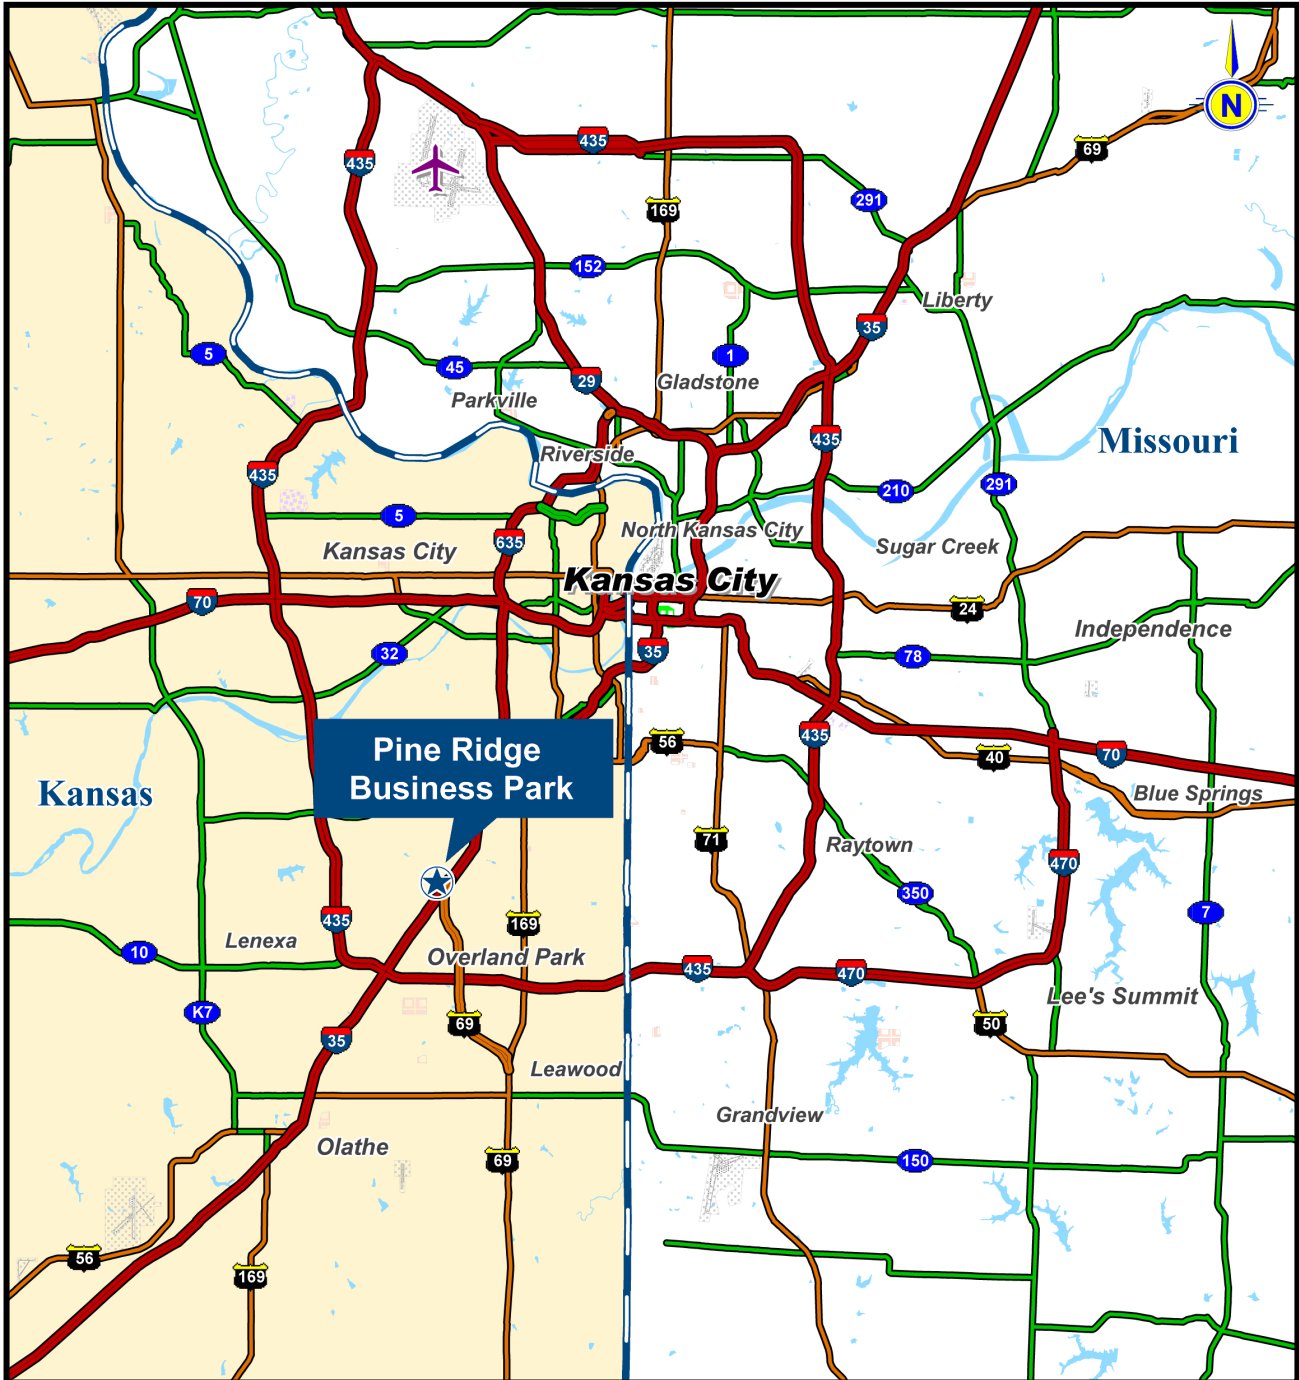 N
435
69
435
169
291
152
Liberty
35
5
1
45
29
Gladstone
Parkville
Missouri
435
Riverside
435
291
210
5
North Kansas City
635
Kansas City
Sugar Creek
Kansas City
70
24
Independence
35
32
78
435
56
Pine Ridge
Business Park
70
40
Kansas
Blue Springs
71
Raytown
470
350
7
435
169
Lenexa
10
Overland Park
435
470
Lee's Summit
K7
69
50
35
Leawood
Grandview
Olathe
69
150
56
169